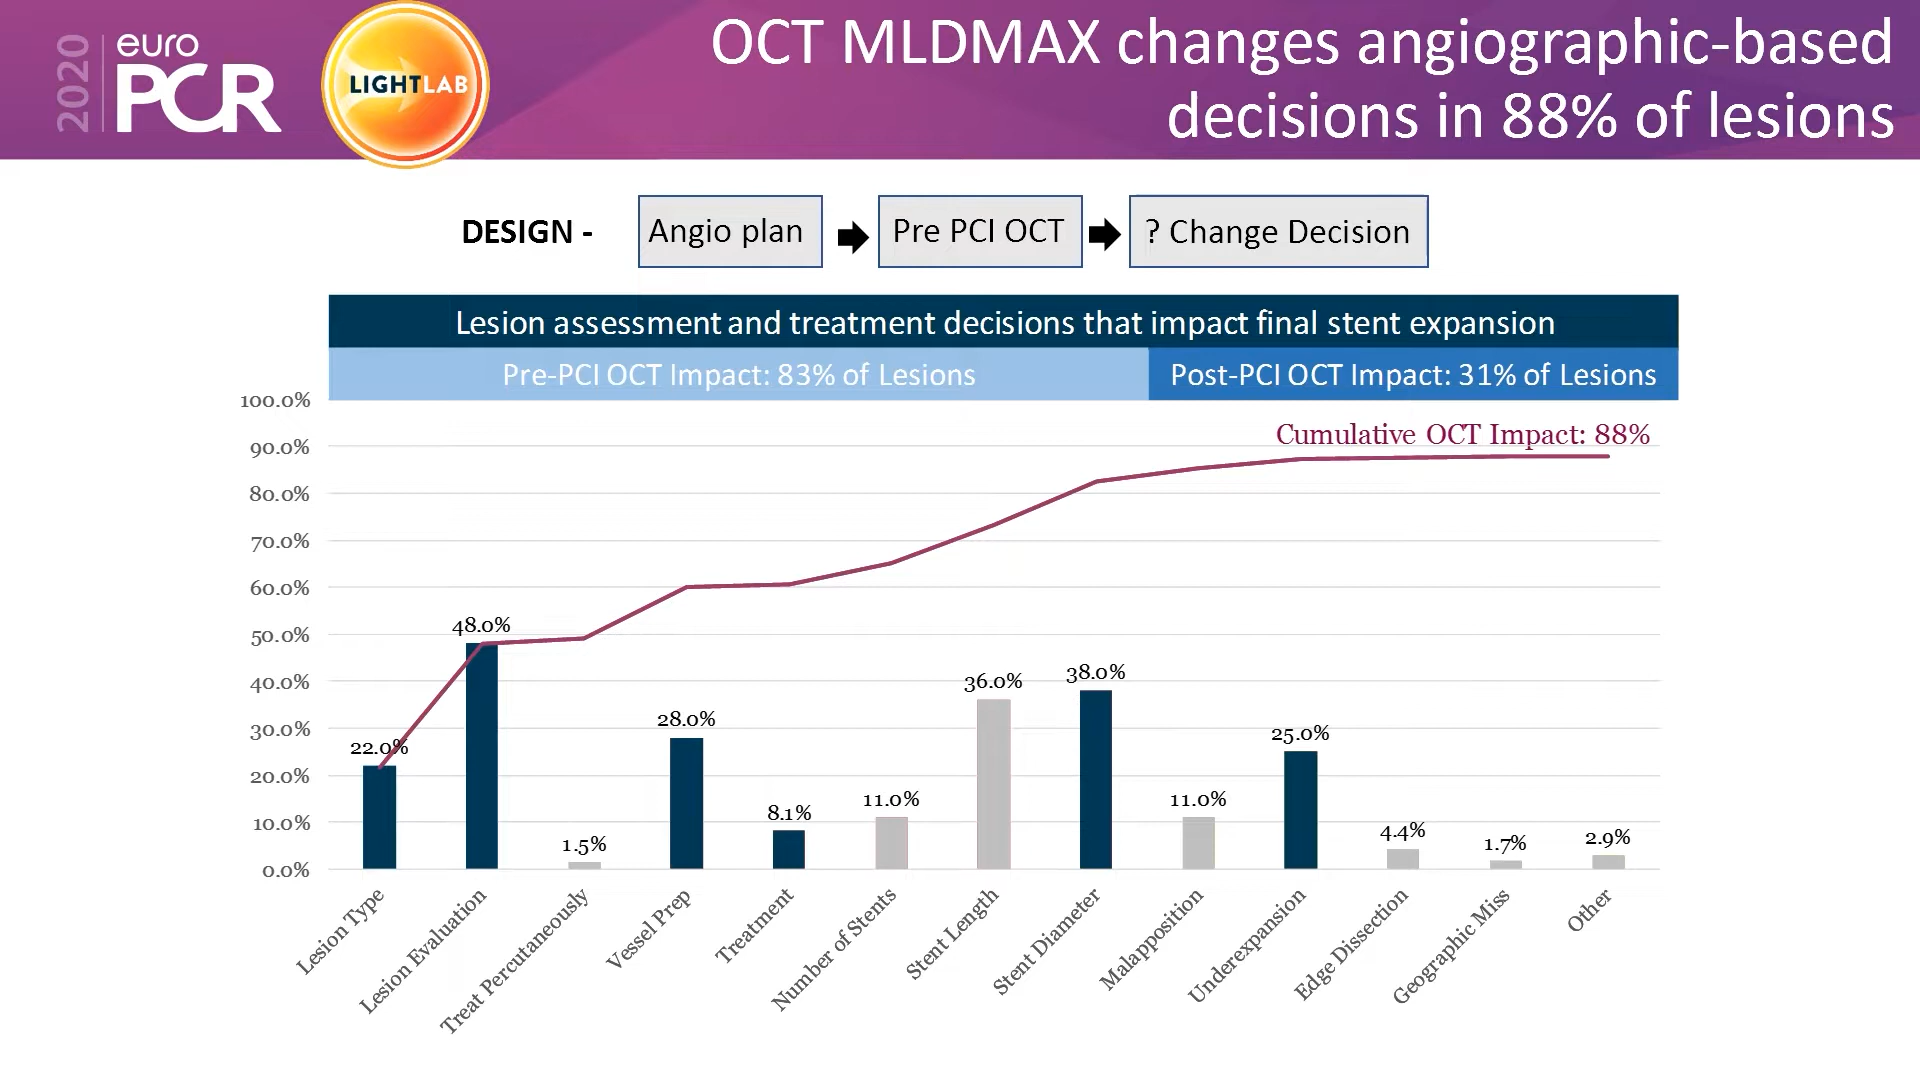 2020
euro
PCR
LIGHTLAB
OCT MLDMAX changes angiographic-based
decisions in 88% of lesions
DESIGN -
Angio plan
Pre PCI OCT
? Change Decision
Lesion assessment and treatment decisions that impact final stent expansion
Pre-PCI OCT Impact: 83% of Lesions
Post-PCI OCT Impact: 31% of Lesions
Cumulative OCT Impact: 88%
100.0%
90.0%
80.0%
70.0%
60.0%
50.0%
40.0%
30.0%
20.0%
10.0%
0.0%
22.0%
48.0%
1.5%
28.0%
8.1%
11.0%
36.0%
38.0%
11.0%
25.0%
4.4%
1.7%
2.9%
Lesion Type
Lesion Evaluation
Treat Percutaneously
Vessel Prep
Treatment
Number of Stents
Stent Length
Stent Diameter
Malapposition
Underexpansion
Edge Dissection
Geographic Miss
Other